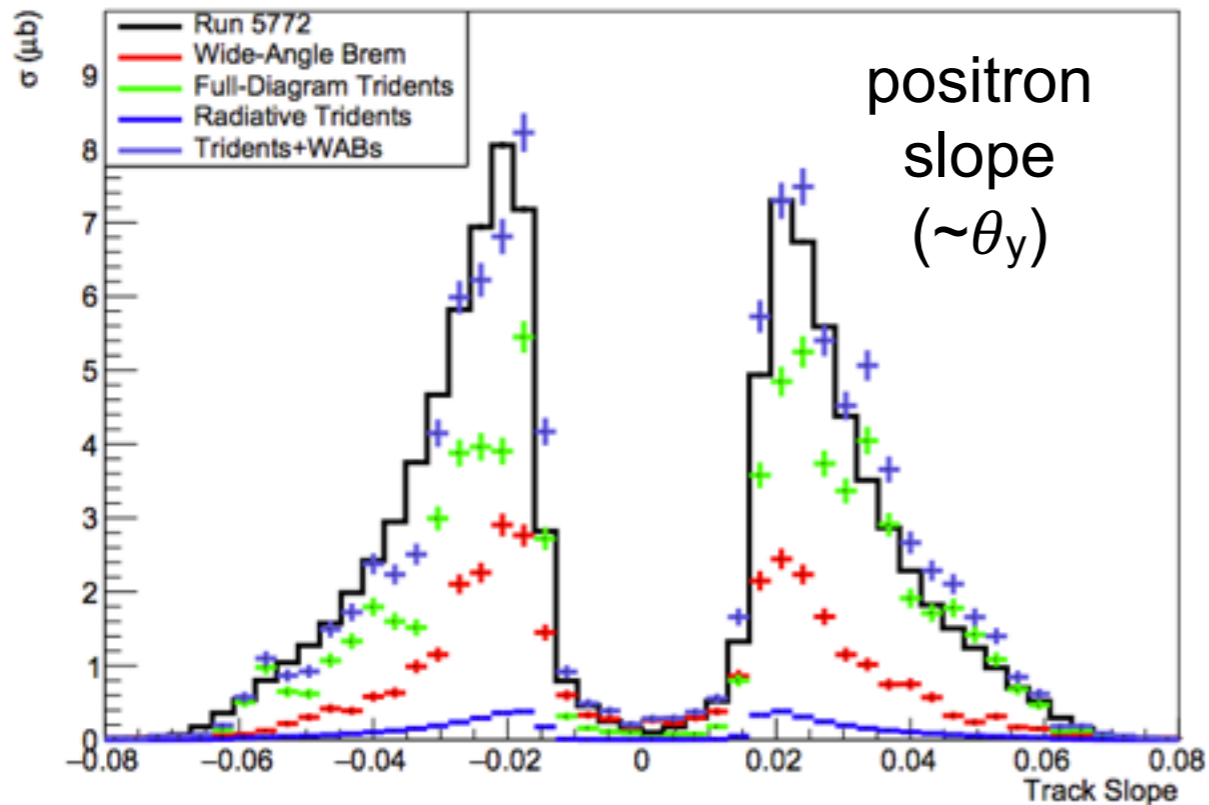 σ (μb)
Run 5772
Wide-Angle Brem
Full-Diagram Tridents
Radiative Tridents
Tridents+WABs
positron
slope
(~θy)
9
8
7
6
5
4
3
2
1
0
−0.08 −0.06 −0.04 −0.02 0 0.02 0.04 0.06 0.08
Track Slope